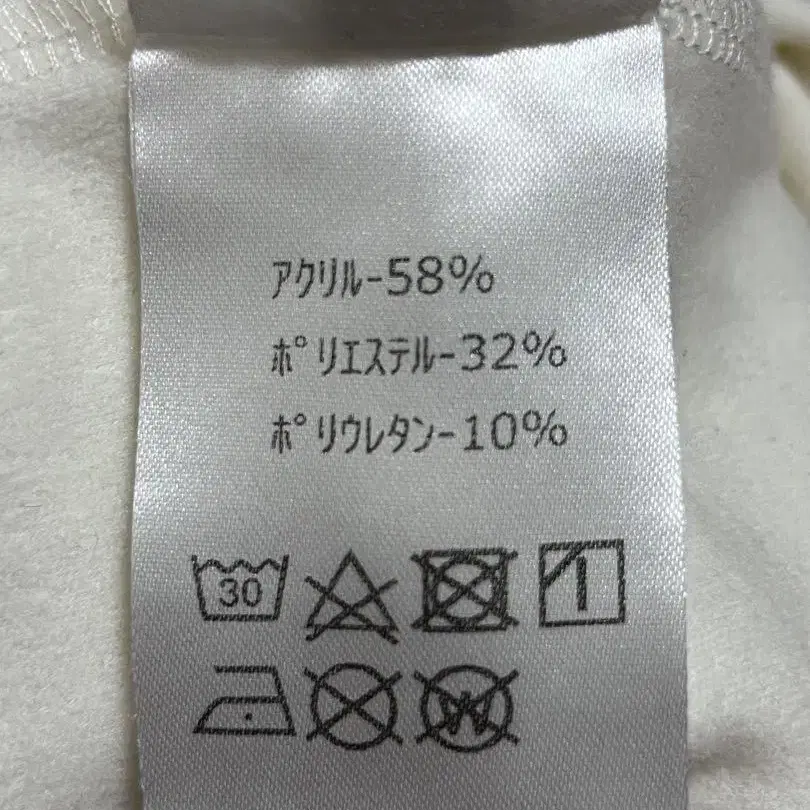 ｱｸﾘﾙ-58%
ﾎﾟﾘｴｽﾃﾙ-32%
ﾎﾟﾘｳﾚﾀﾝ-10%
30
W